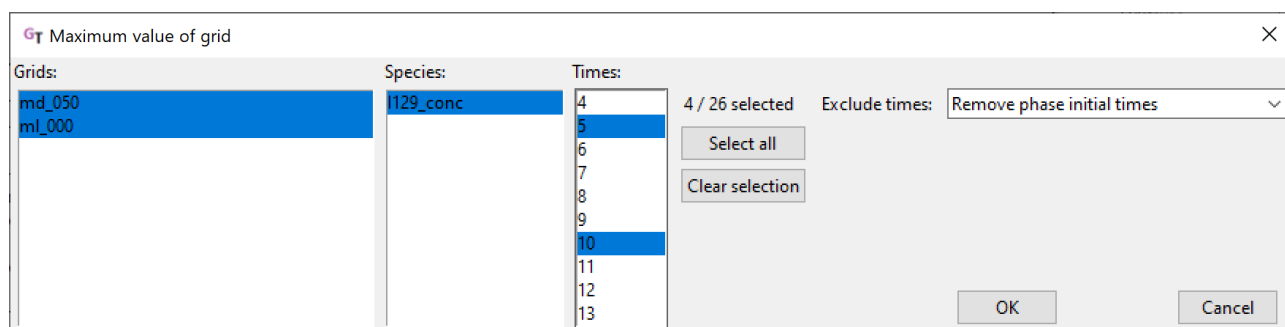 GT Maximum value of grid
Grids:
md_050
ml_000
Species:
I129_conc
Times:
4
5
6
7
8
9
10
11
12
13
4 / 26 selected
Select all
Clear selection
Exclude times:
Remove phase initial times
OK
Cancel